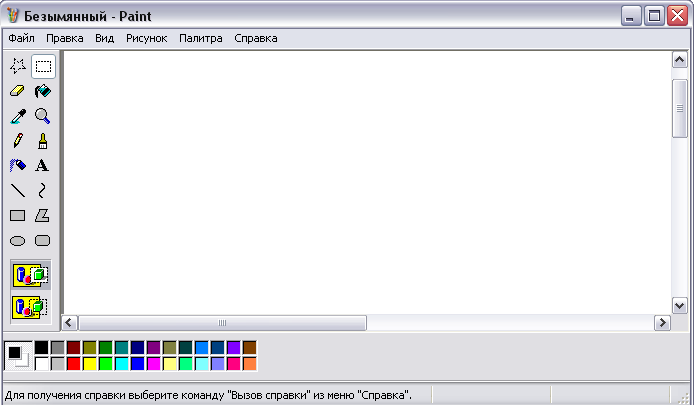 Безымянный - Paint
Файл Правка Вид Рисунок Палитра Справка
A
Для получения справки выберите команду "Вызов справки" из меню "Справка".